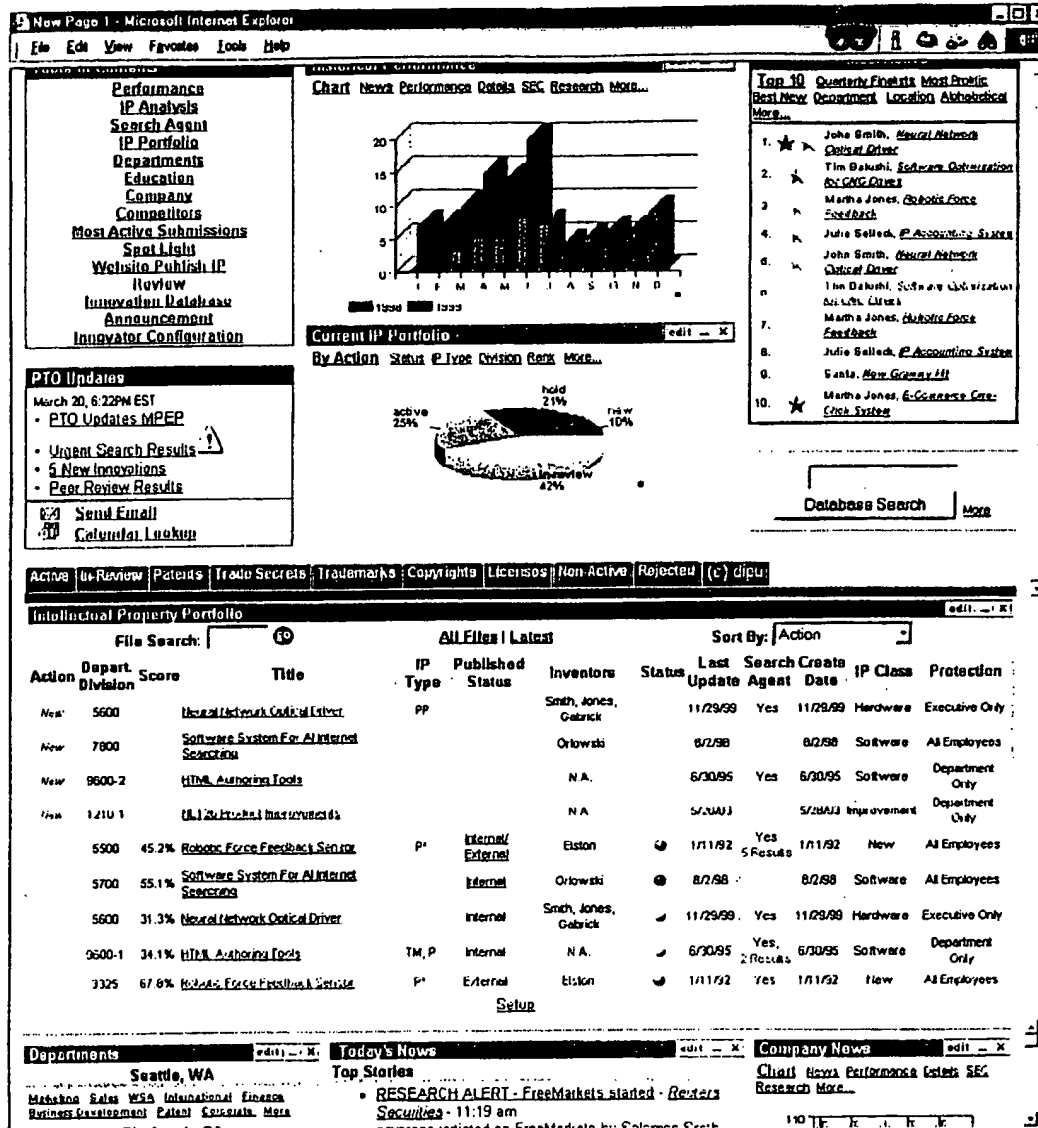 New Page 1 - Microsoft Internet Explorer
File Edit View Favorites Tools Help
Performance
IP Analysis
Search Agent
IP Portfolio
Departments
Education
Company
Competitors
Most Active Submissions
Spot Light
Website Publish IP
Review
Innovation Database
Announcement
Innovator Configuration
PTO Updates
March 20, 6:22PM EST
• PTO Updates MPEP
• Urgent Search Results
• 5 New Innovations
• Peer Review Results
Send Email
Calendar Lookup
Chart News Performance Details SEC Research More...
20
15
10
5
0
J F M A M J J A S O N D
1998 1999
Current IP Portfolio edit _ x
By Action Status IP Type Division Rank More...
hold
21%
active
25%
new
10%
in-review
42%
Top 10 Quarterly Finalists Most Prolific
Best New Department Location Alphabetical
More...
1. John Smith, Neural Network
Optical Driver
2. Tim Balushi, Software Optimization
for CNG Drives
3 Martha Jones, Robotic Force
Feedback
4. Julie Selleck, IP Accounting System
John Smith, Neural Network
Optical Driver
Tim Balushi, Software Optimization
7. Martha Jones, Robotic Force
Feedback
8. Julie Selleck, IP Accounting System
9. Santa, New Granny Hit
10. Martha Jones, E-Commerce One-
Click System
Database Search More
Active In-Review Patents Trade Secrets Trademarks Copyrights Licenses Non-Active Rejected (c) dipu
Intellectual Property Portfolio edit _ x
File Search: GO All Files | Latest Sort By: Action
Action Depart. Division Score Title IP Type Published Status Inventors Status Last Update Search Agent Create Date IP Class Protection
New 5600 Neural Network Optical Driver PP Smith, Jones, Gabrick 11/29/99 Yes 11/29/99 Hardware Executive Only
New 7800 Software System For AI Internet Searching Orlowski 8/2/98 8/2/98 Software All Employees
New 9600-2 HTML Authoring Tools N.A. 6/30/95 Yes 6/30/95 Software Department Only
New 1210-1 Product Improvements N A Improvement Department Only
5500 45.2% Robotic Force Feedback Sensor P* Internal/ External Elston 1/11/92 Yes 5 Results 1/11/92 New All Employees
5700 55.1% Software System For AI Internet Searching Internal Orlowski 8/2/98 8/2/98 Software All Employees
5600 31.3% Neural Network Optical Driver Internal Smith, Jones, Gabrick 11/29/99 Yes 11/29/99 Hardware Executive Only
9600-1 34.1% HTML Authoring Tools TM, P Internal N A. 6/30/95 Yes, 2 Results 6/30/95 Software Department Only
3325 67.8% Robotic Force Feedback Sensor P* External Elston 1/11/92 Yes 1/11/92 New All Employees
Setup
Departments edit _ x
Seattle, WA
Marketing Sales WSA International Finance
Business Development Patent Corporate More
Today's News edit _ x
Top Stories
• RESEARCH ALERT - FreeMarkets started - Reuters
Securities - 11:19 am
Company News edit _ x
Chart News Performance Details SEC
Research More...
110